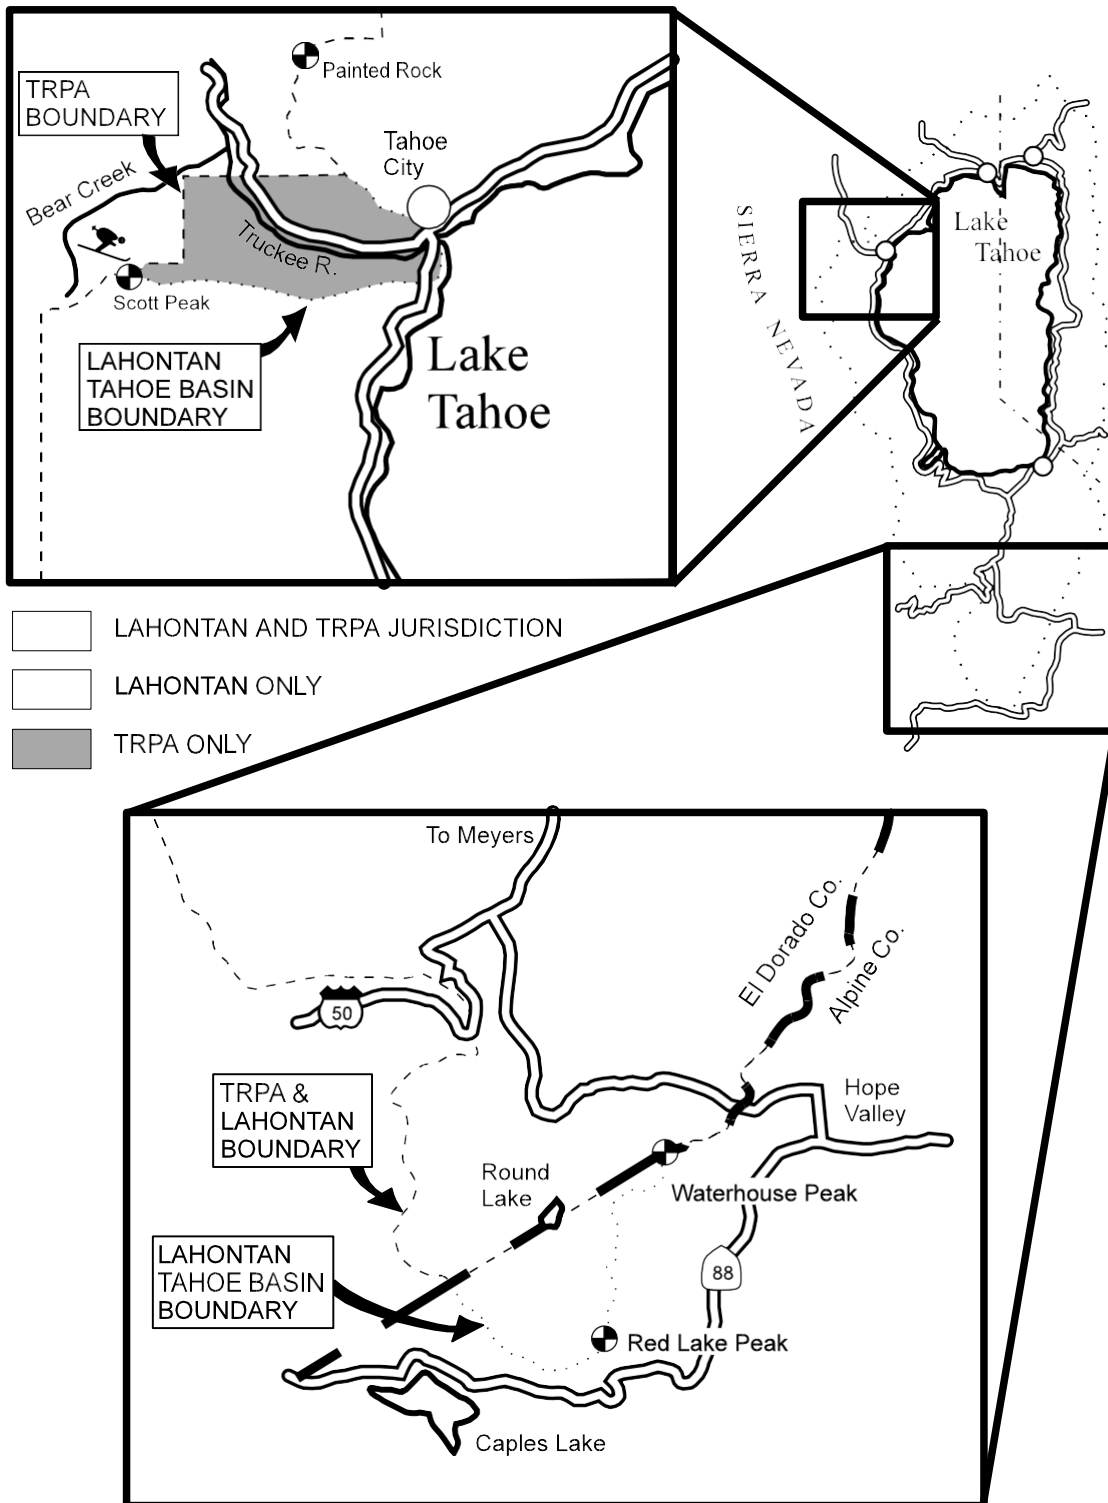 Painted Rock
TRPA
BOUNDARY
Tahoe
City
Bear Creek
Truckee R.
Scott Peak
LAHONTAN
TAHOE BASIN
BOUNDARY
Lake
Tahoe
SIERRA NEVADA
Lake
Tahoe
LAHONTAN AND TRPA JURISDICTION
LAHONTAN ONLY
TRPA ONLY
To Meyers
El Dorado Co.
Alpine Co.
50
TRPA &
LAHONTAN
BOUNDARY
Hope
Valley
Round
Lake
Waterhouse Peak
LAHONTAN
TAHOE BASIN
BOUNDARY
88
Red Lake Peak
Caples Lake